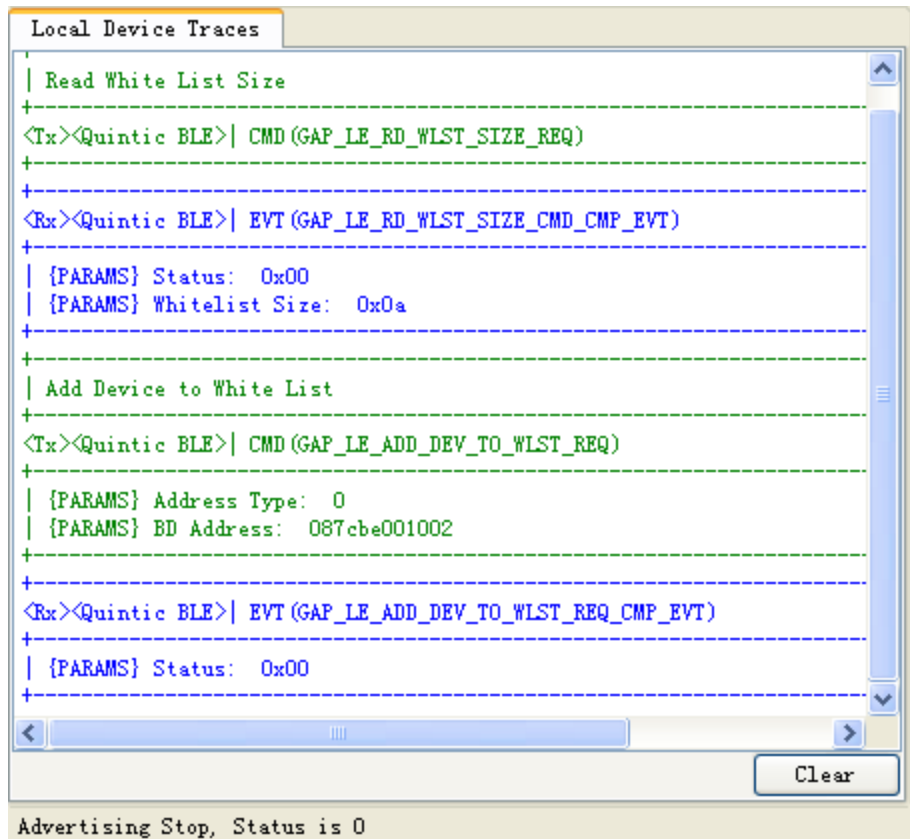 Local Device Traces
| Read White List Size
+----------------------------------------------------------------------
<Tx><Quintic BLE>| CMD(GAP_LE_RD_WLST_SIZE_REQ)
+----------------------------------------------------------------------
+----------------------------------------------------------------------
<Rx><Quintic BLE>| EVT(GAP_LE_RD_WLST_SIZE_CMD_CMP_EVT)
+----------------------------------------------------------------------
| {PARAMS} Status: 0x00
| {PARAMS} Whitelist Size: 0x0a
+----------------------------------------------------------------------
+----------------------------------------------------------------------
| Add Device to White List
+----------------------------------------------------------------------
<Tx><Quintic BLE>| CMD(GAP_LE_ADD_DEV_TO_WLST_REQ)
+----------------------------------------------------------------------
| {PARAMS} Address Type: 0
| {PARAMS} BD Address: 087cbe001002
+----------------------------------------------------------------------
+----------------------------------------------------------------------
<Rx><Quintic BLE>| EVT(GAP_LE_ADD_DEV_TO_WLST_REQ_CMP_EVT)
+----------------------------------------------------------------------
| {PARAMS} Status: 0x00
+----------------------------------------------------------------------
Clear
Advertising Stop, Status is 0